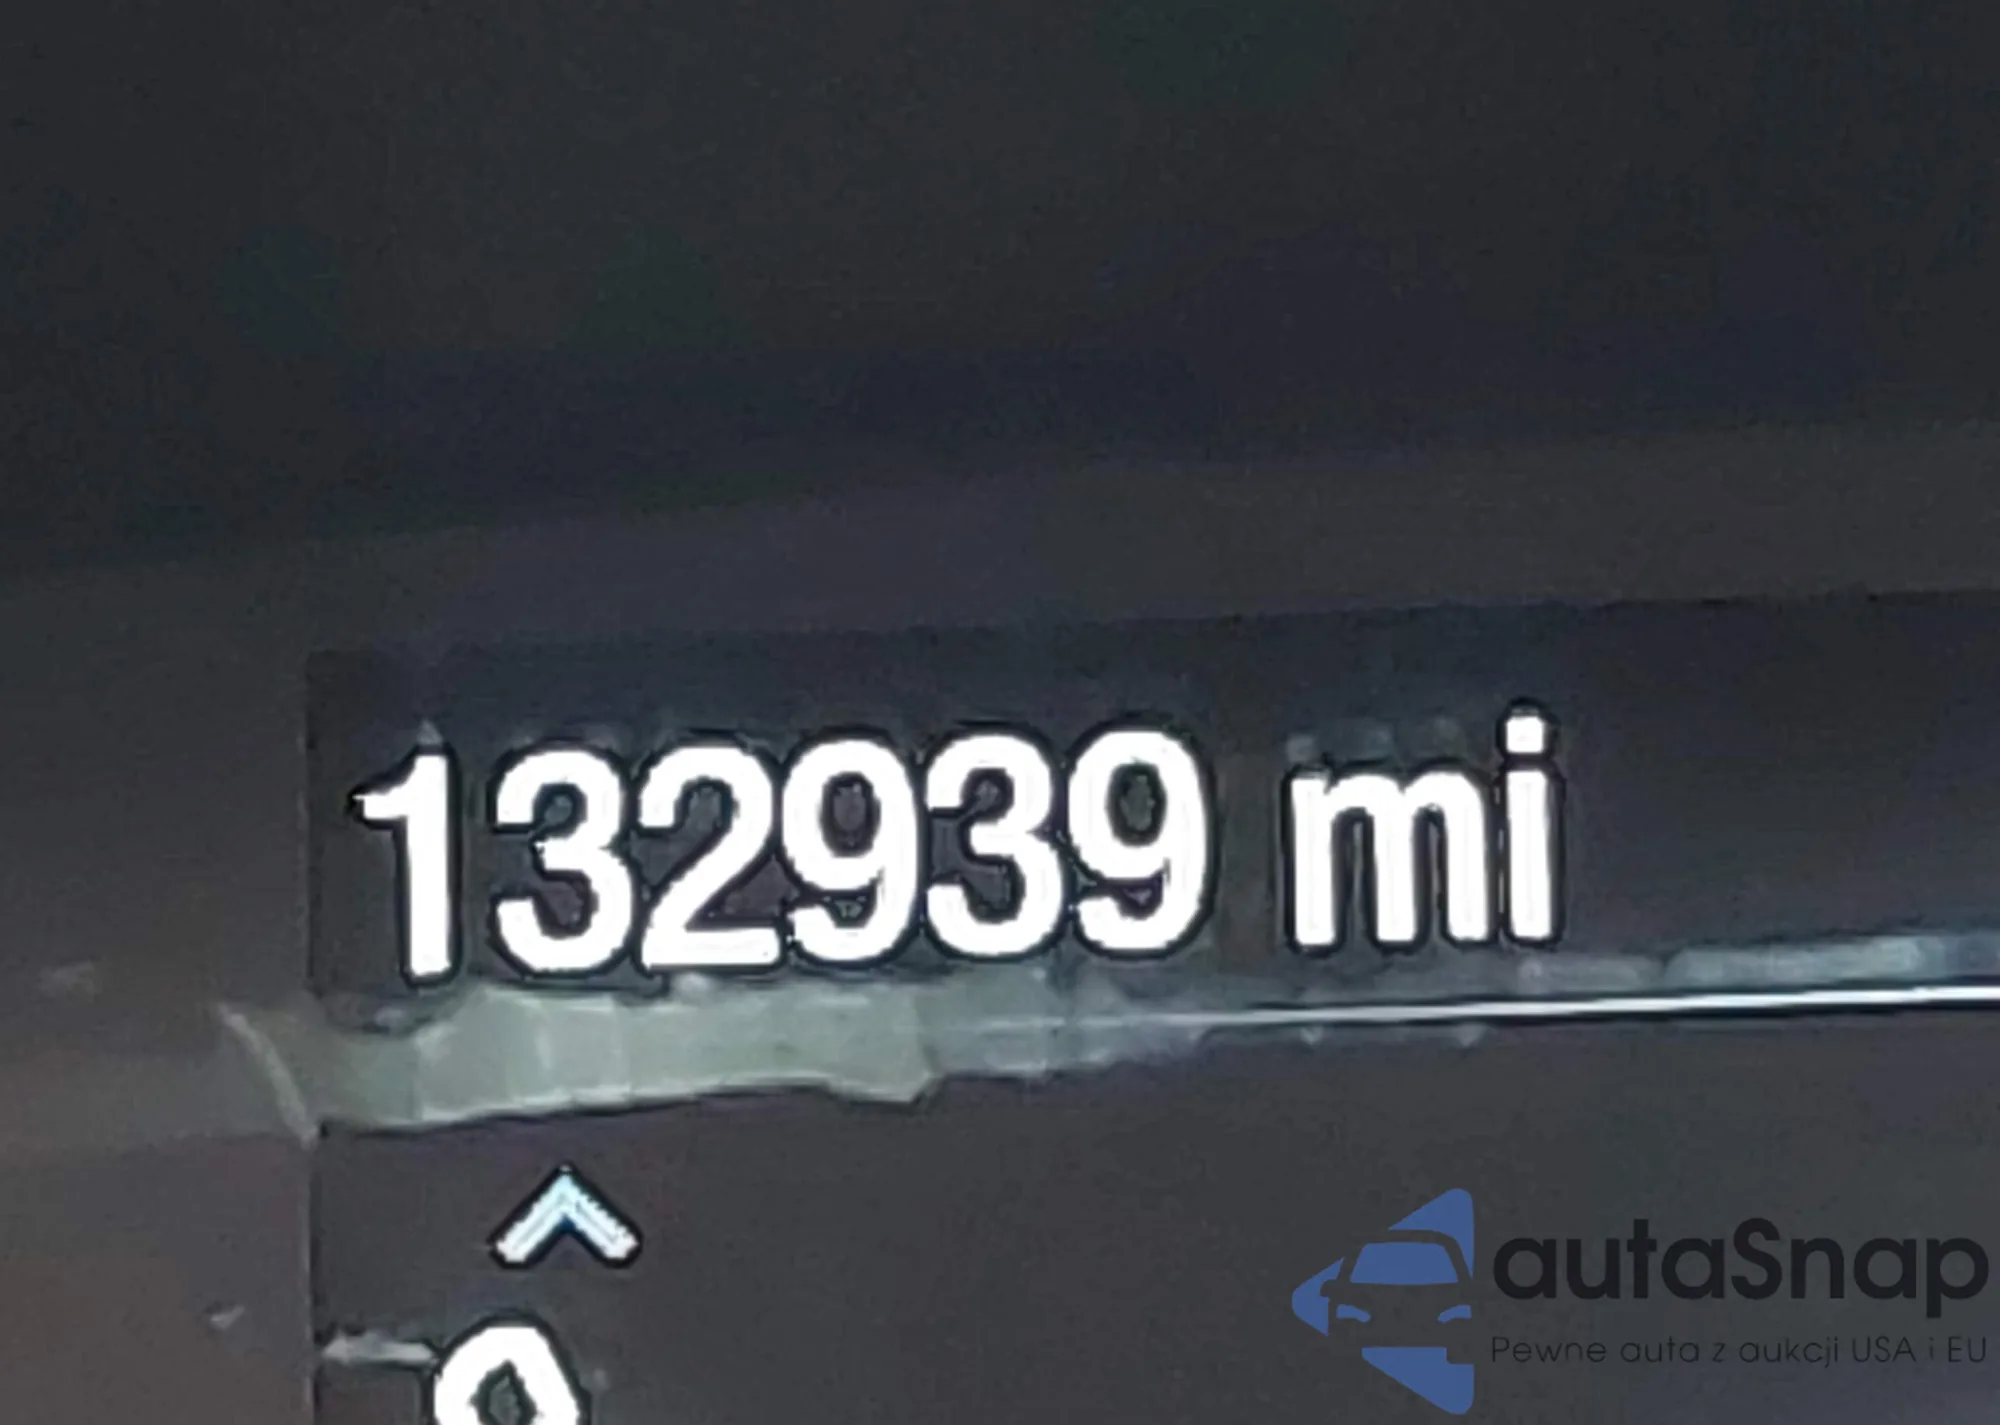 132939 mi
autaSnap
Pewne auta z aukcji USA i EU